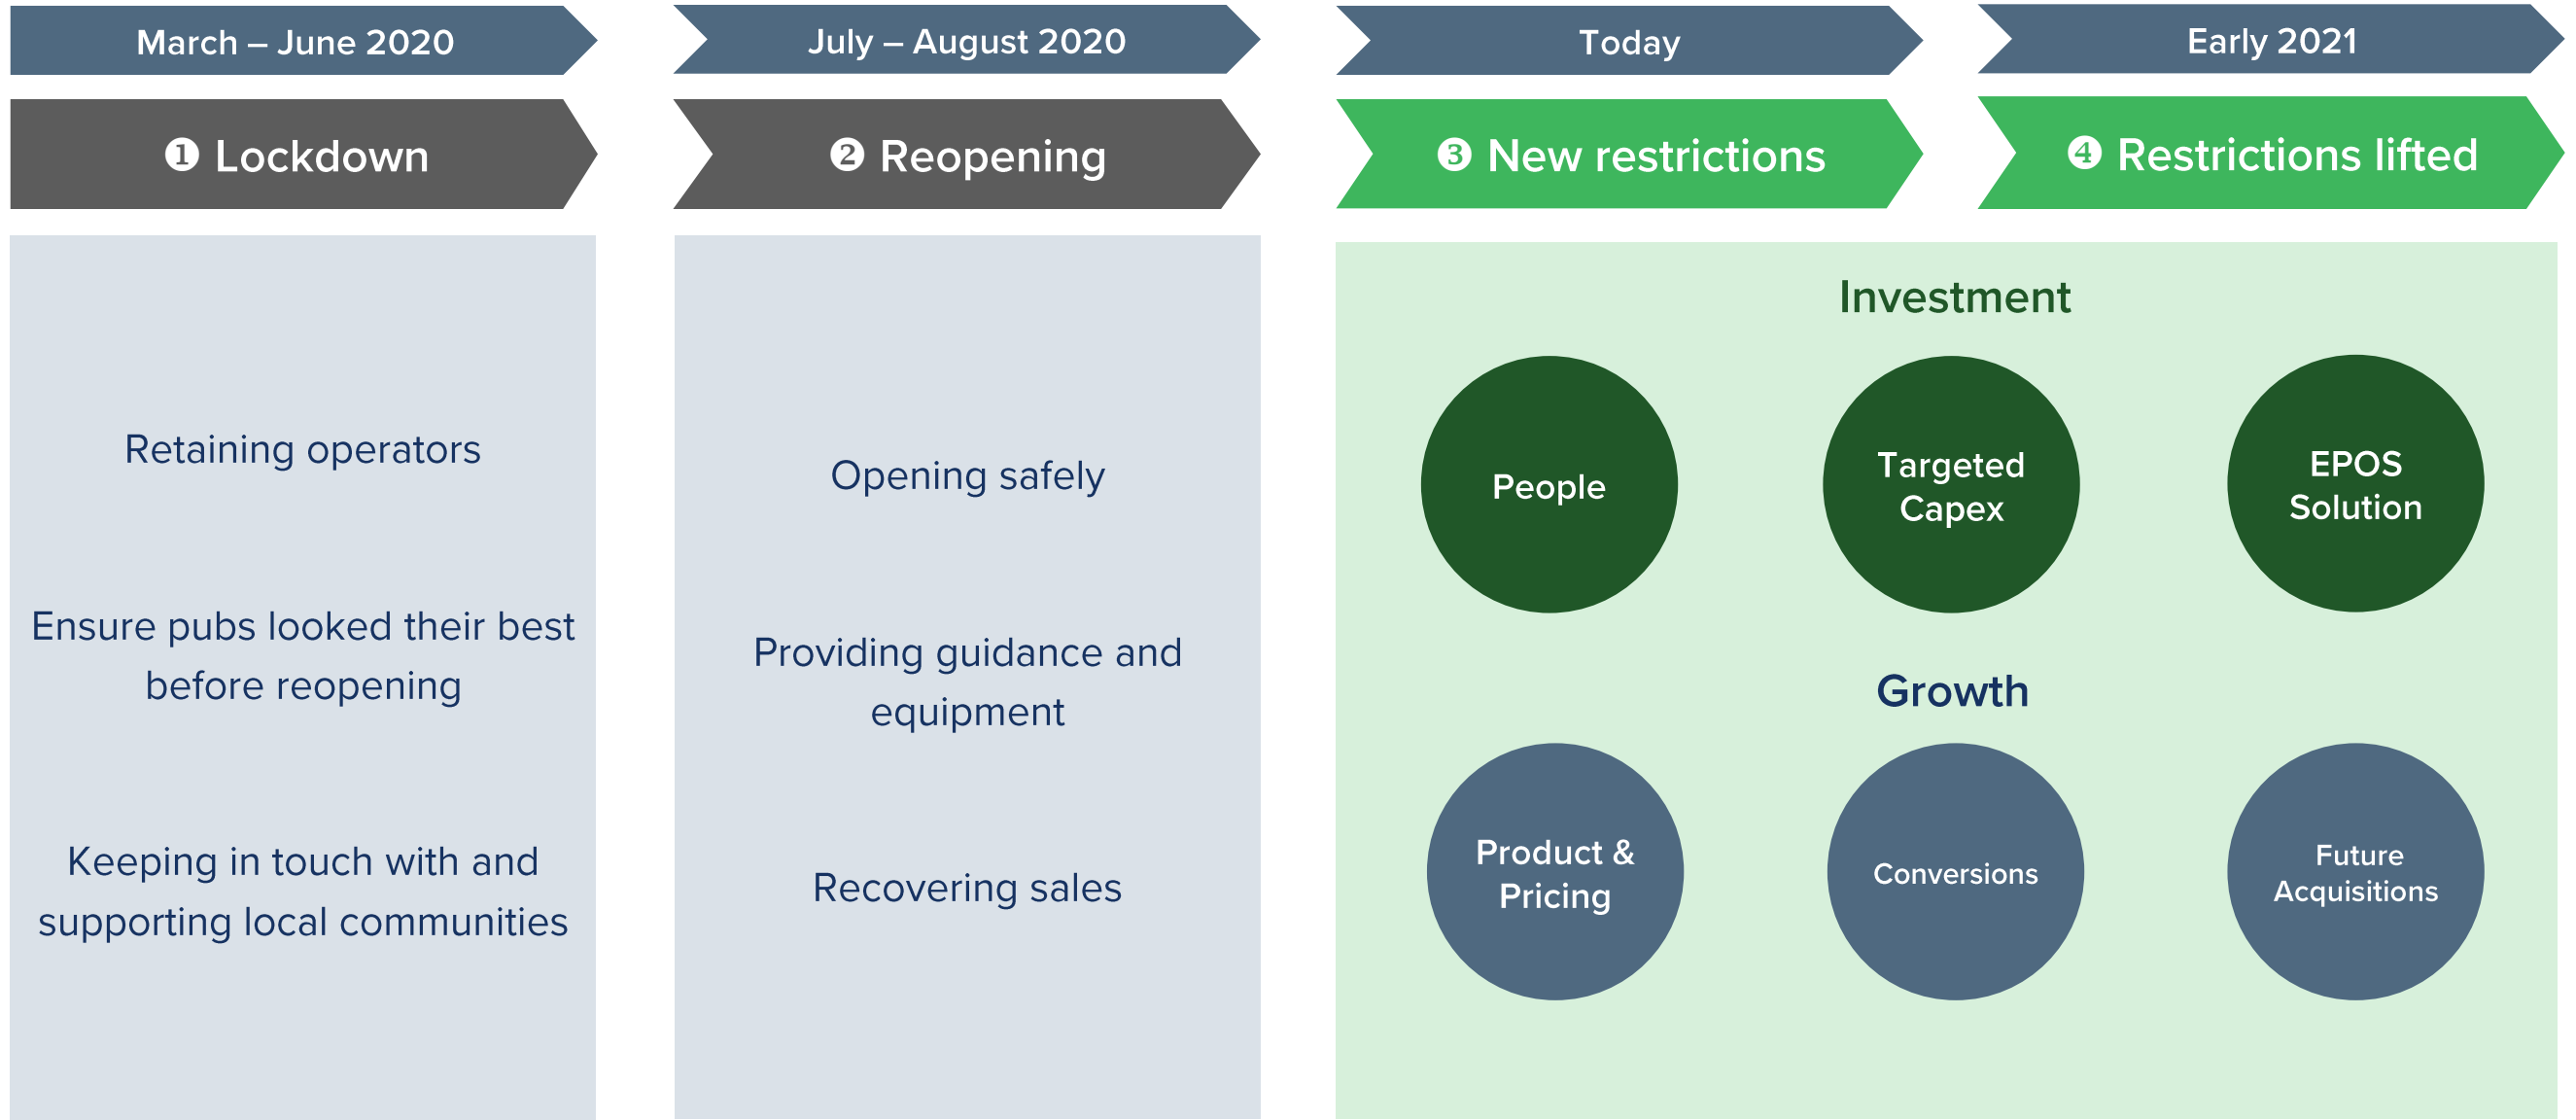 March – June 2020
July – August 2020
Today
Early 2021
❶ Lockdown
❷ Reopening
❸ New restrictions
❹ Restrictions lifted
Retaining operators
Ensure pubs looked their best
before reopening
Keeping in touch with and
supporting local communities
Opening safely
Providing guidance and
equipment
Recovering sales
Investment
People
Targeted
Capex
EPOS
Solution
Growth
Product &
Pricing
Conversions
Future
Acquisitions